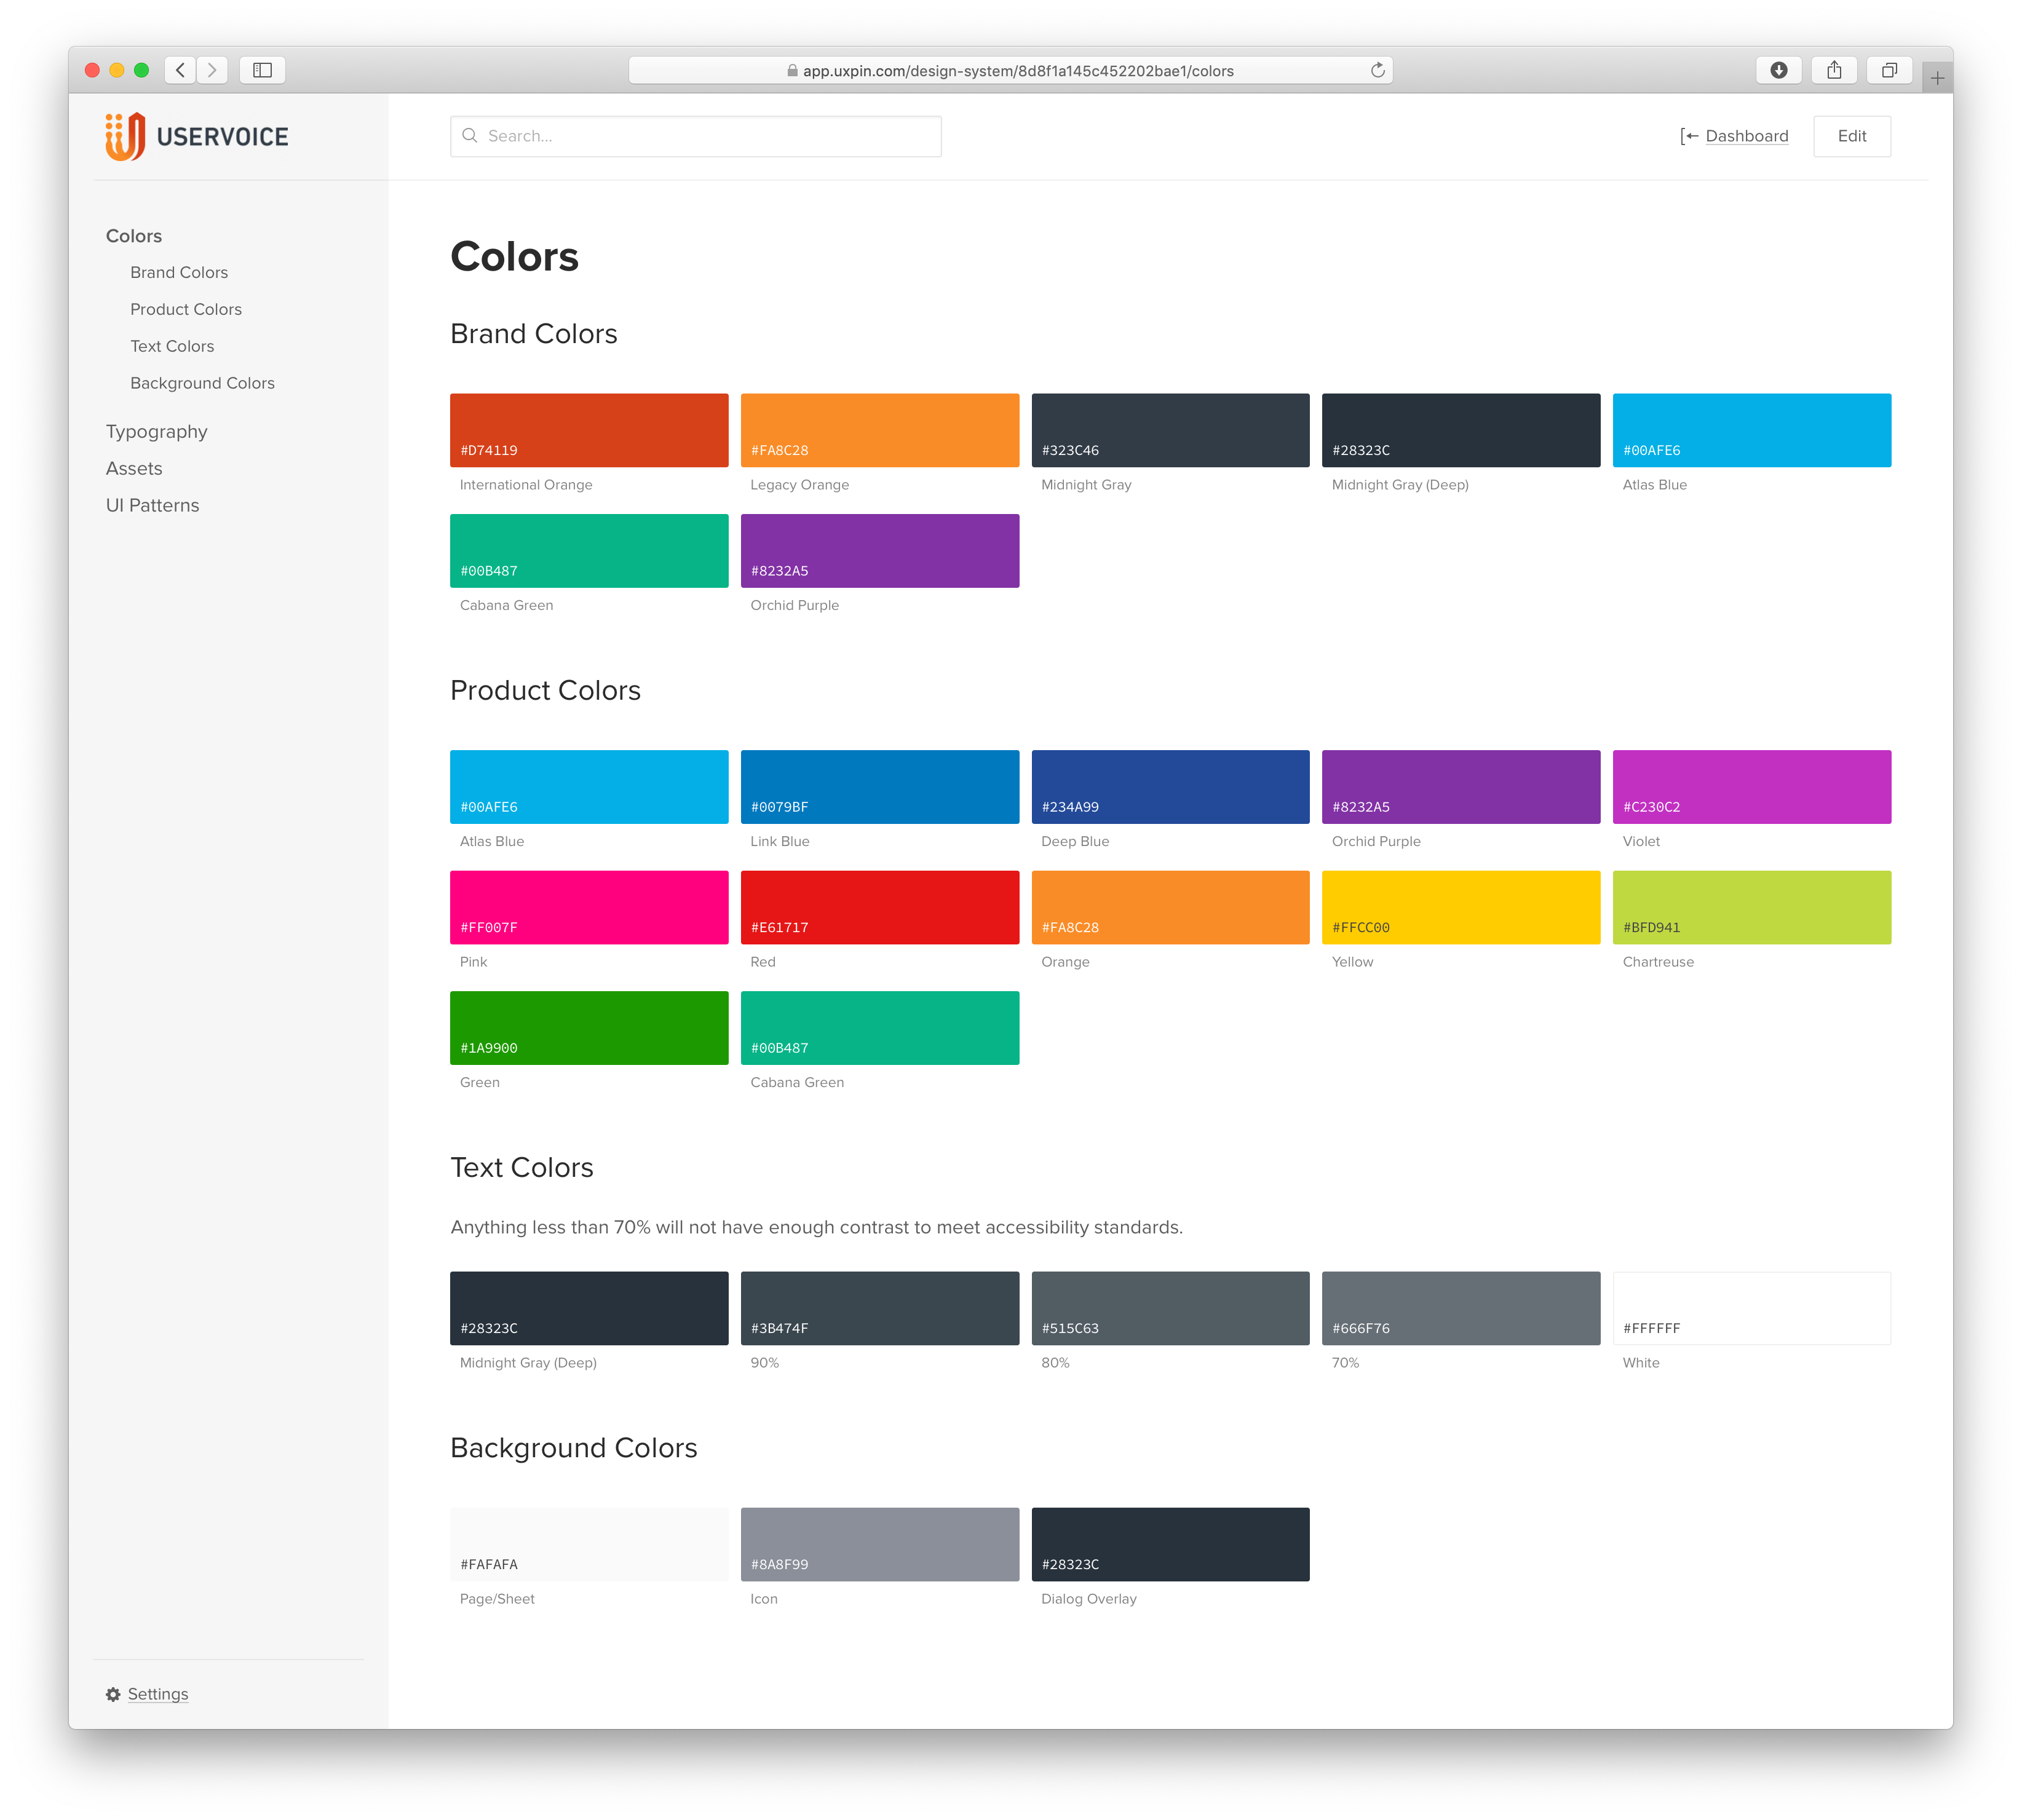 app.uxpin.com/design-system/8d8f1a145c452202bae1/colors
USERVOICE
Search...
Dashboard
Edit
Colors
Brand Colors
Product Colors
Text Colors
Background Colors
Typography
Assets
UI Patterns
Settings
Colors
Brand Colors
#D74119
#FA8C28
#323C46
#28323C
#00AFE6
International Orange
Legacy Orange
Midnight Gray
Midnight Gray (Deep)
Atlas Blue
#00B487
#8232A5
Cabana Green
Orchid Purple
Product Colors
#00AFE6
#0079BF
#234A99
#8232A5
#C230C2
Atlas Blue
Link Blue
Deep Blue
Orchid Purple
Violet
#FF007F
#E61717
#FA8C28
#FFCC00
#BFD941
Pink
Red
Orange
Yellow
Chartreuse
#1A9900
#00B487
Green
Cabana Green
Text Colors
Anything less than 70% will not have enough contrast to meet accessibility standards.
#28323C
#3B474F
#515C63
#666F76
#FFFFFF
Midnight Gray (Deep)
90%
80%
70%
White
Background Colors
#FAFAFA
#8A8F99
#28323C
Page/Sheet
Icon
Dialog Overlay